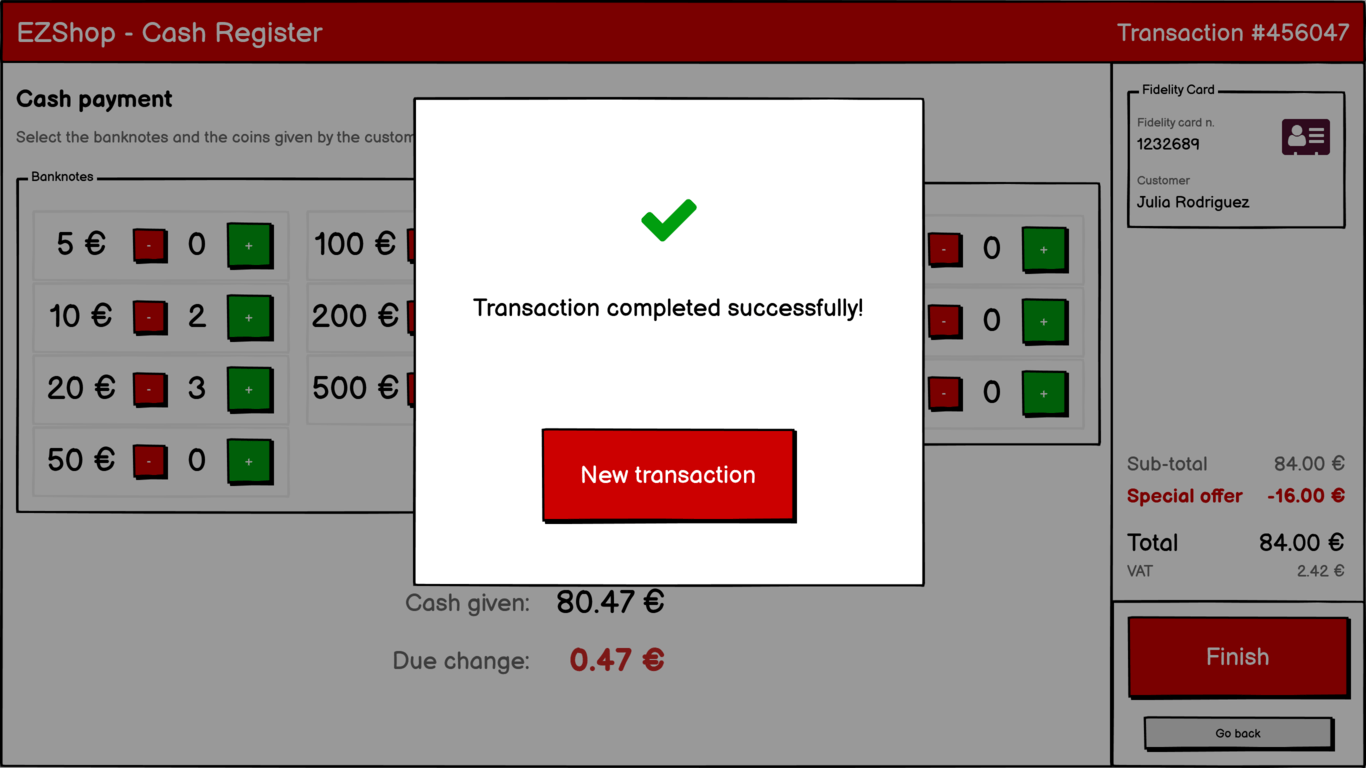 EZShop - Cash Register
Transaction #456047
Cash payment
Select the banknotes and the coins given by the custom
Banknotes
5 € - 0 +
100 €
- 0 +
10 € - 2 +
200 €
- 0 +
20 € - 3 +
500 €
- 0 +
50 € - 0 +
Transaction completed successfully!
New transaction
Cash given: 80.47 €
Due change: 0.47 €
Fidelity Card
Fidelity card n.
1232689
Customer
Julia Rodriguez
Sub-total 84.00 €
Special offer -16.00 €
Total 84.00 €
VAT 2.42 €
Finish
Go back